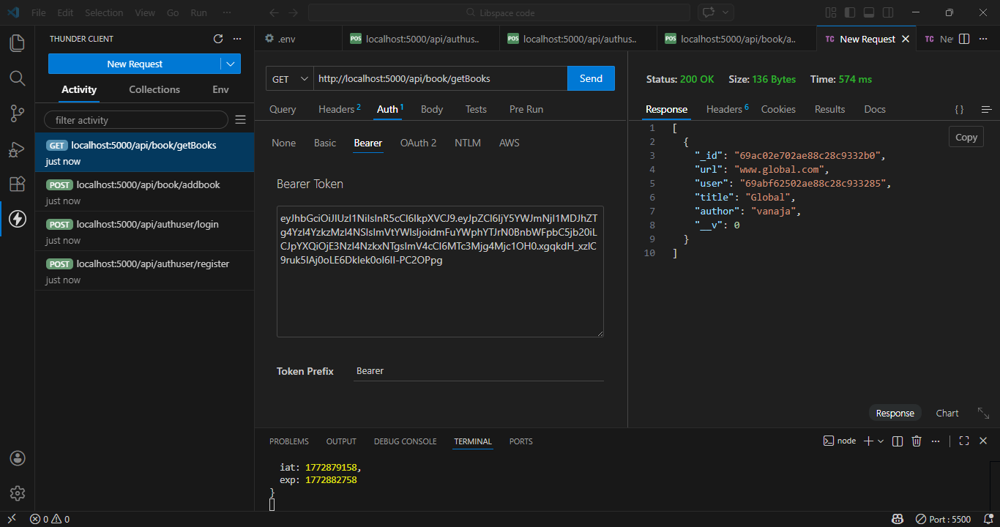 File Edit Selection View Go Run ···
Libspace code
THUNDER CLIENT
New Request
Activity Collections Env
filter activity
GET localhost:5000/api/book/getBooks
just now
POST localhost:5000/api/book/addbook
just now
POST localhost:5000/api/authuser/login
just now
POST localhost:5000/api/authuser/register
just now
.env
POS localhost:5000/api/authus..
POS localhost:5000/api/authus..
POS localhost:5000/api/book/a..
TC New Request
TC Ne
GET http://localhost:5000/api/book/getBooks Send
Query Headers 2 Auth 1 Body Tests Pre Run
None Basic Bearer OAuth 2 NTLM AWS
Bearer Token
Token Prefix Bearer
Status: 200 OK Size: 136 Bytes Time: 574 ms
Response Headers 6 Cookies Results Docs { }
Copy
1 [
2 {
3 "_id": "69ac02e702ae88c28c9332b0",
4 "url": "www.global.com",
5 "user": "69abf62502ae88c28c933285",
6 "title": "Global",
7 "author": "vanaja",
8 "__v": 0
9 }
10 ]
Response Chart
PROBLEMS OUTPUT DEBUG CONSOLE TERMINAL PORTS
node
iat: 1772879158,
exp: 1772882758
}
0 0
Port : 5500